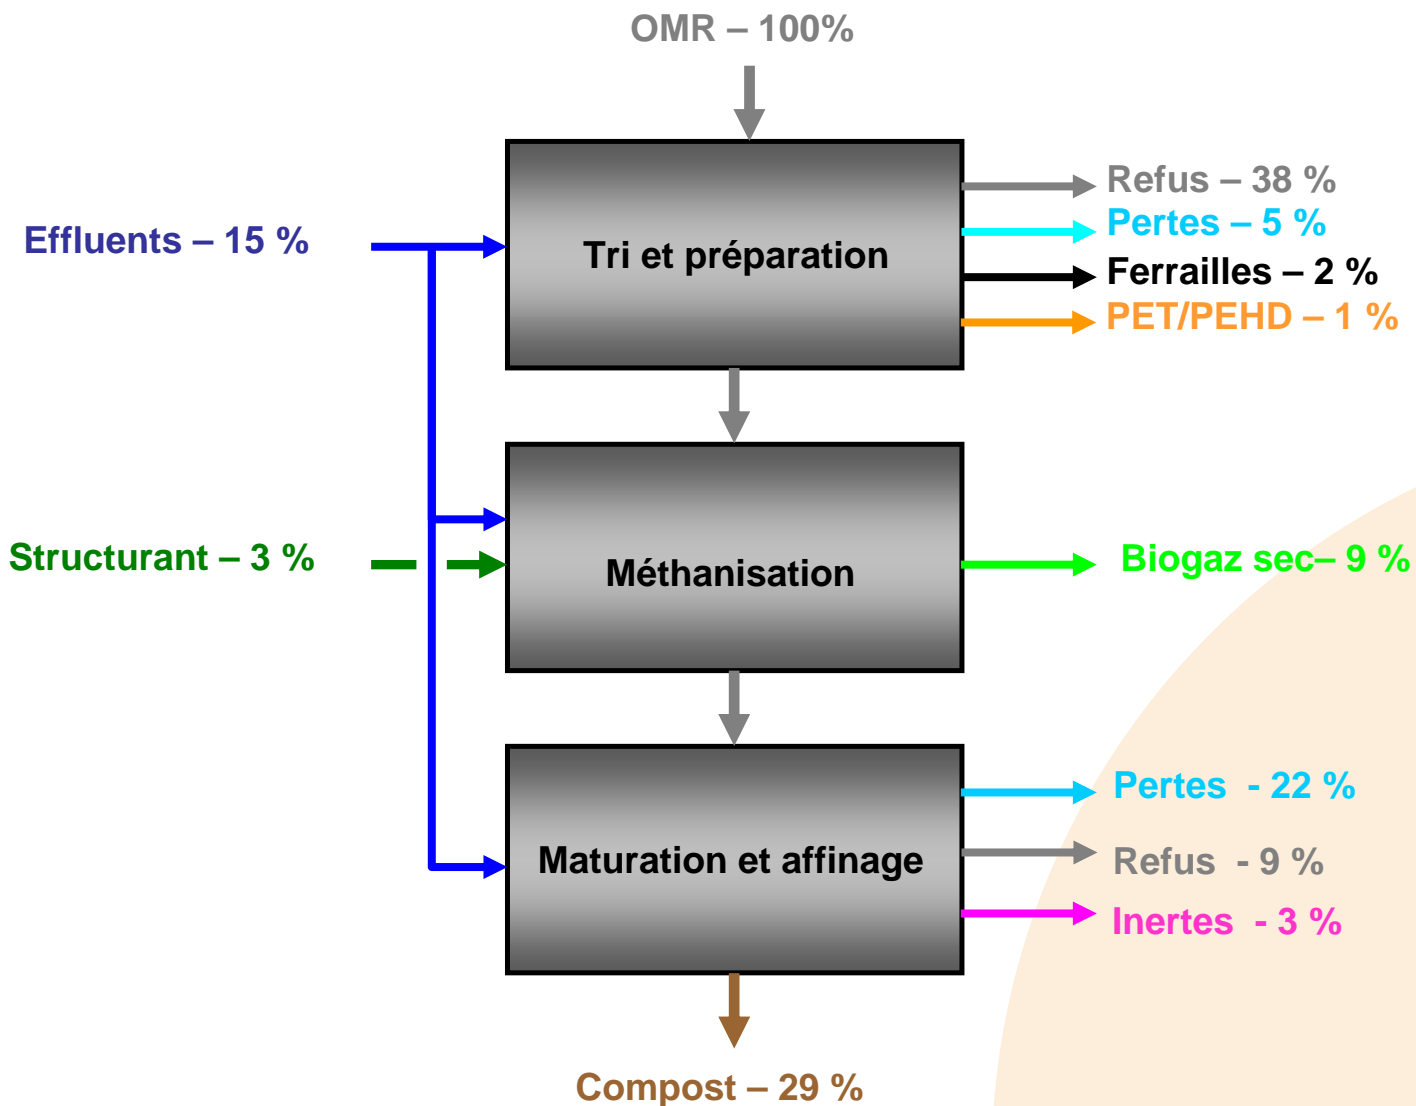 OMR – 100%
Refus – 38 %
Pertes – 5 %
Effluents – 15 %
Tri et préparation
Ferrailles – 2 %
PET/PEHD – 1 %
Structurant – 3 %
Méthanisation
Biogaz sec– 9 %
Pertes - 22 %
Maturation et affinage
Refus - 9 %
Inertes - 3 %
Compost – 29 %